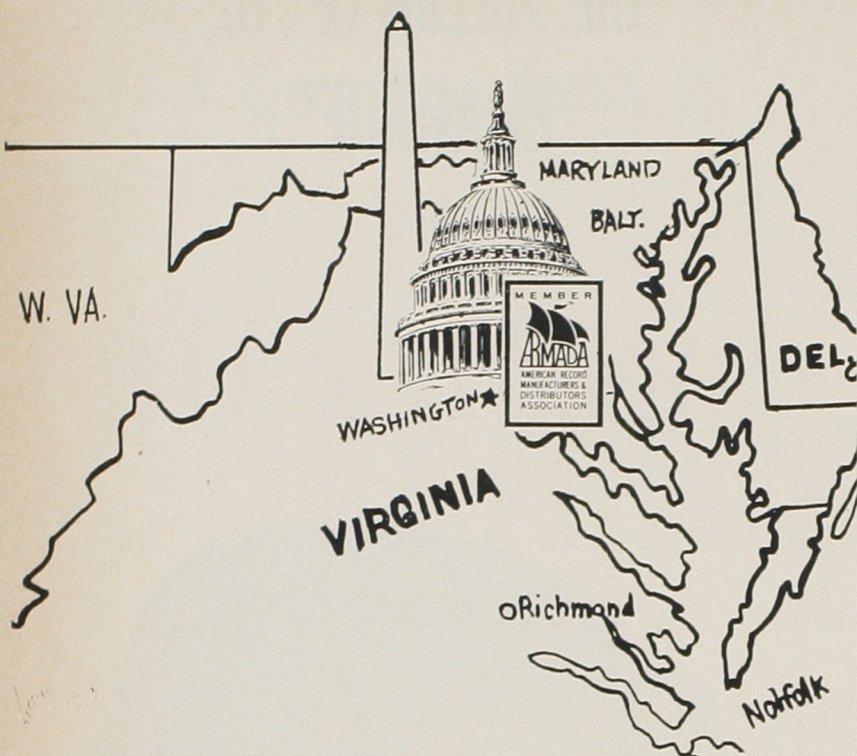 MARYLAND
BALT.
W. VA.
MEMBER
ARMADA
AMERICAN RECORD
MANUFACTURERS &
DISTRIBUTORS
ASSOCIATION
DEL.
WASHINGTON
VIRGINIA
Richmond
Norfolk